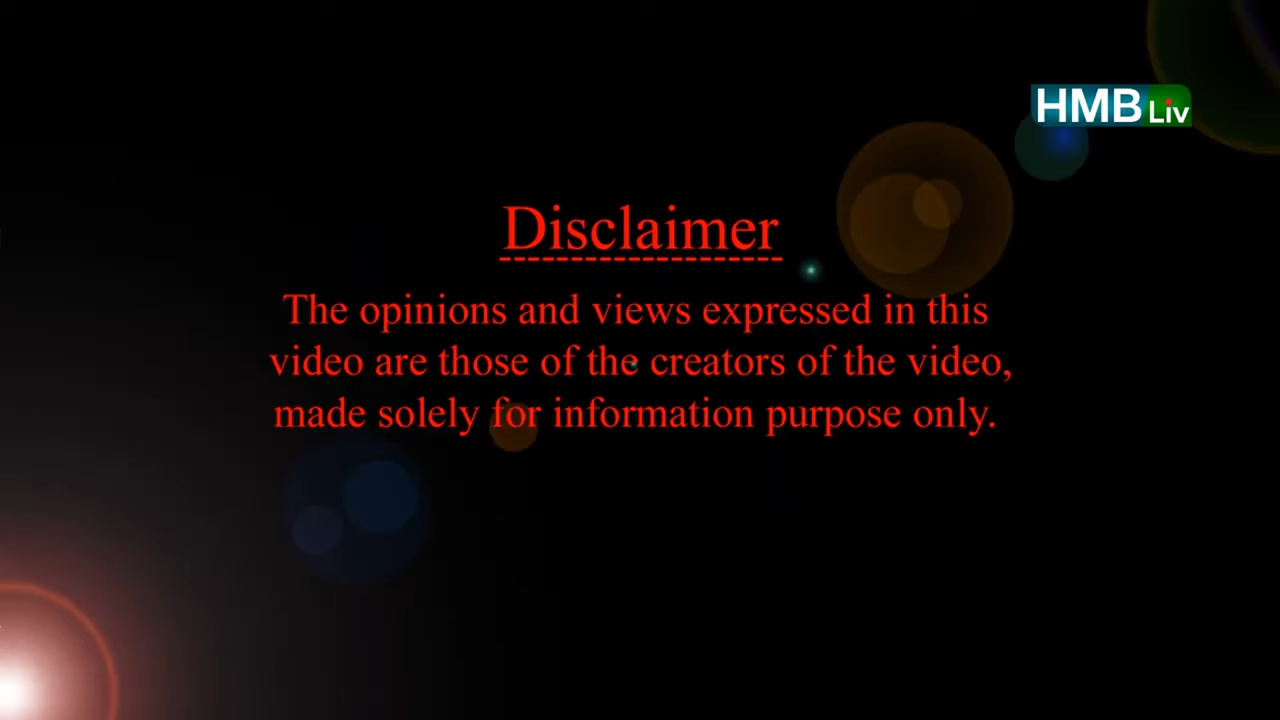 HMB Liv
Disclaimer
The opinions and views expressed in this
video are those of the creators of the video,
made solely for information purpose only.